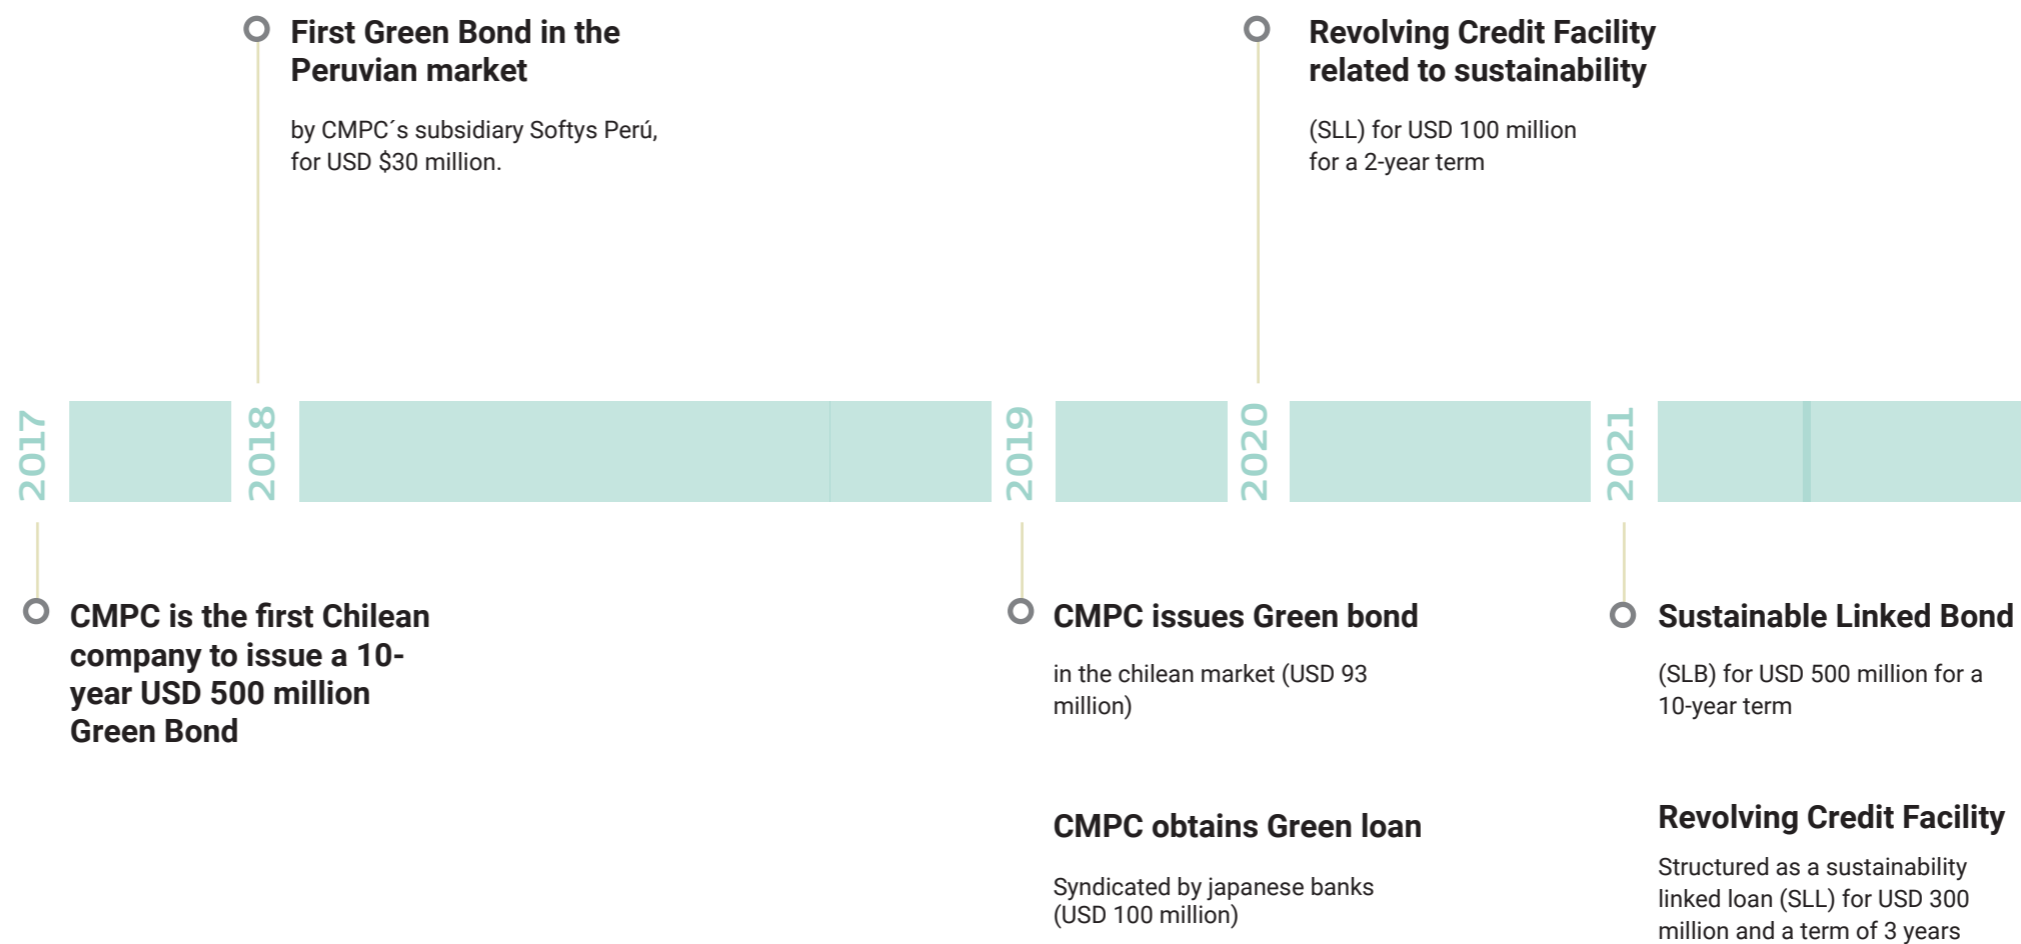 First Green Bond in the
Peruvian market
by CMPC´s subsidiary Softys Perú,
for USD $30 million.
Revolving Credit Facility
related to sustainability
(SLL) for USD 100 million
for a 2-year term
2017
2018
2019
2020
2021
CMPC is the first Chilean
company to issue a 10-
year USD 500 million
Green Bond
CMPC issues Green bond
in the chilean market (USD 93
million)
CMPC obtains Green loan
Syndicated by japanese banks
(USD 100 million)
Sustainable Linked Bond
(SLB) for USD 500 million for a
10-year term
Revolving Credit Facility
Structured as a sustainability
linked loan (SLL) for USD 300
million and a term of 3 years